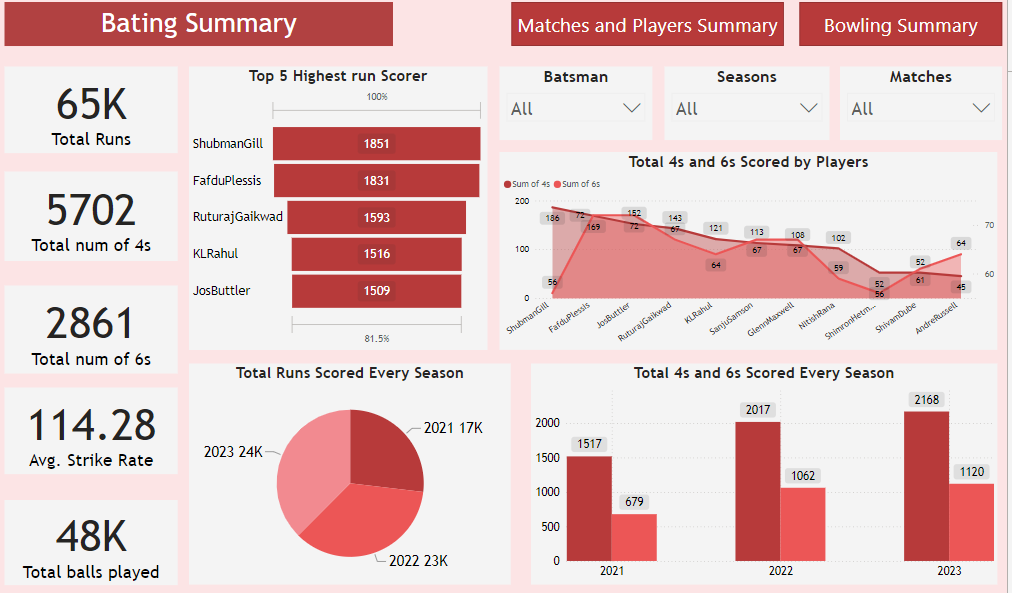 Bating Summary
Matches and Players Summary
Bowling Summary
65K
Total Runs
5702
Total num of 4s
2861
Total num of 6s
114.28
Avg. Strike Rate
48K
Total balls played
Top 5 Highest run Scorer
100%
ShubmanGill 1851
FafduPlessis 1831
RuturajGaikwad 1593
KLRahul 1516
JosButtler 1509
81.5%
Batsman
All
Seasons
All
Matches
All
Total 4s and 6s Scored by Players
Sum of 4s Sum of 6s
200
100
0
70
60
186 72 169 152 72 143 67 121 64 113 67 108 67 102 59 52 56 52 61 64 45
56
ShubmanGill FafduPlessis JosButtler RuturajGaikwad KLRahul SanjuSamson GlennMaxwell NitishRana ShimronHetm... ShivamDube AndreRussell
Total Runs Scored Every Season
2021 17K
2023 24K
2022 23K
Total 4s and 6s Scored Every Season
2000
1500
1000
500
0
1517 679 2017 1062 2168 1120
2021 2022 2023